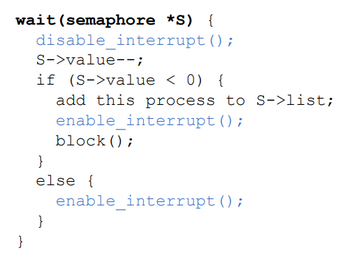 wait(semaphore *S) {
disable_interrupt();
S->value--;
if (S->value < 0) {
add this process to S->list;
enable_interrupt();
block();
}
else {
enable_interrupt();
}
}